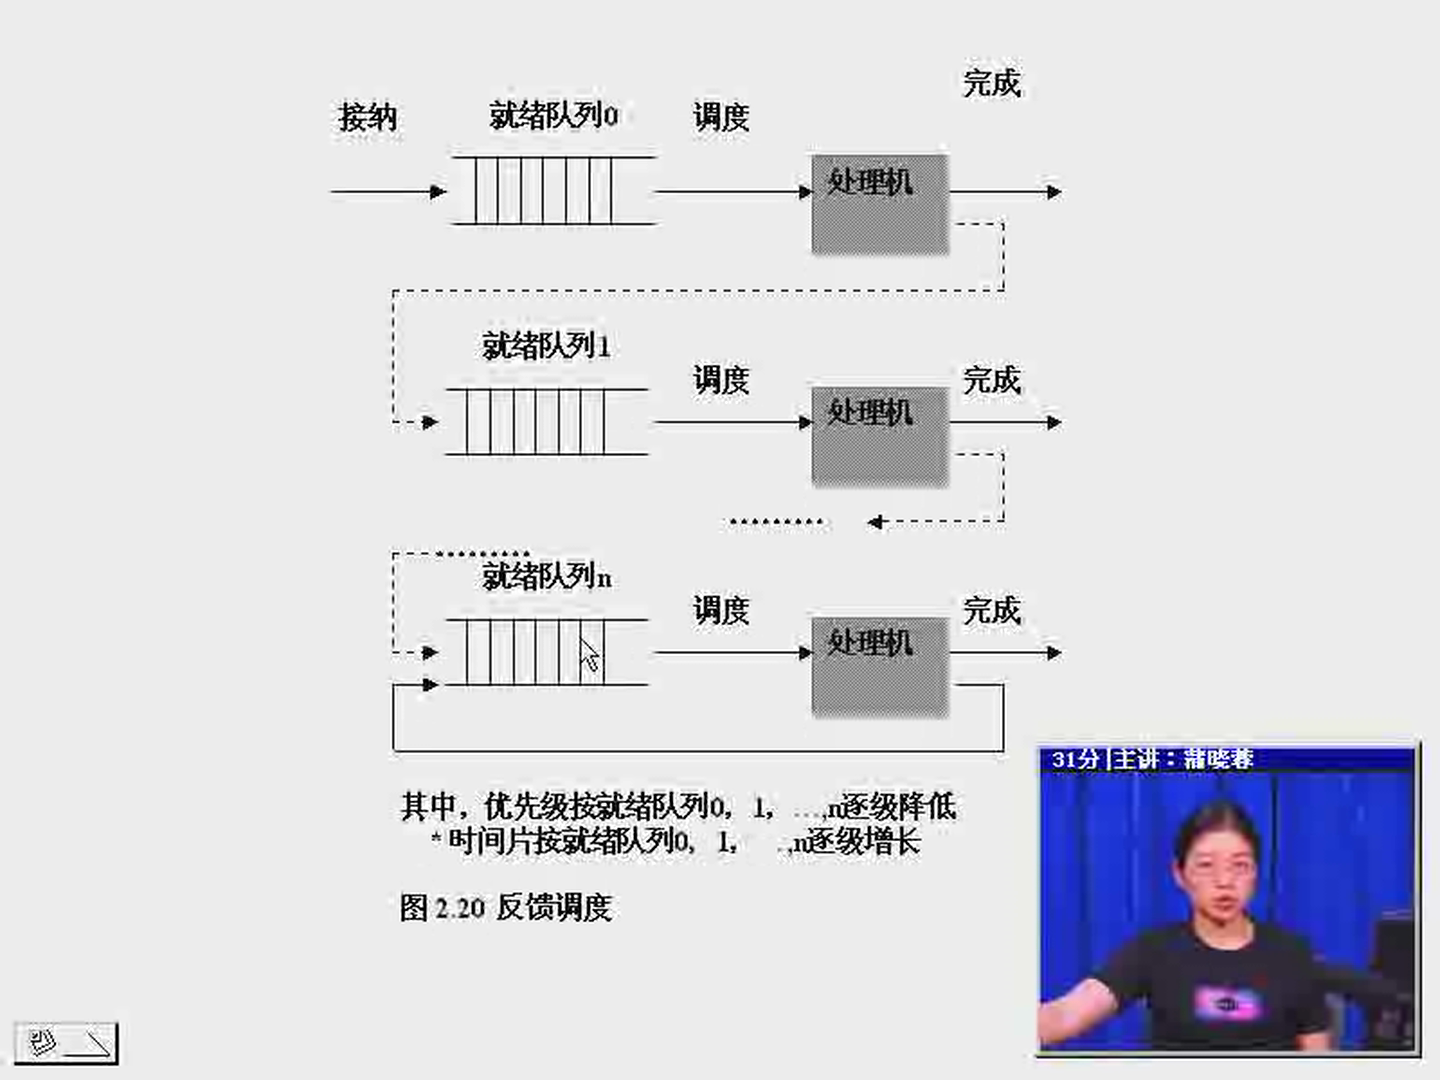 完成
接纳
就绪队列0
调度
处理机
就绪队列1
调度
处理机
完成
就绪队列n
调度
处理机
完成
其中，优先级按就绪队列0，1，…,n逐级降低
*时间片按就绪队列0，1， ..,n逐级增长
图 2.20 反馈调度
31分|主讲：蒲晓蓉